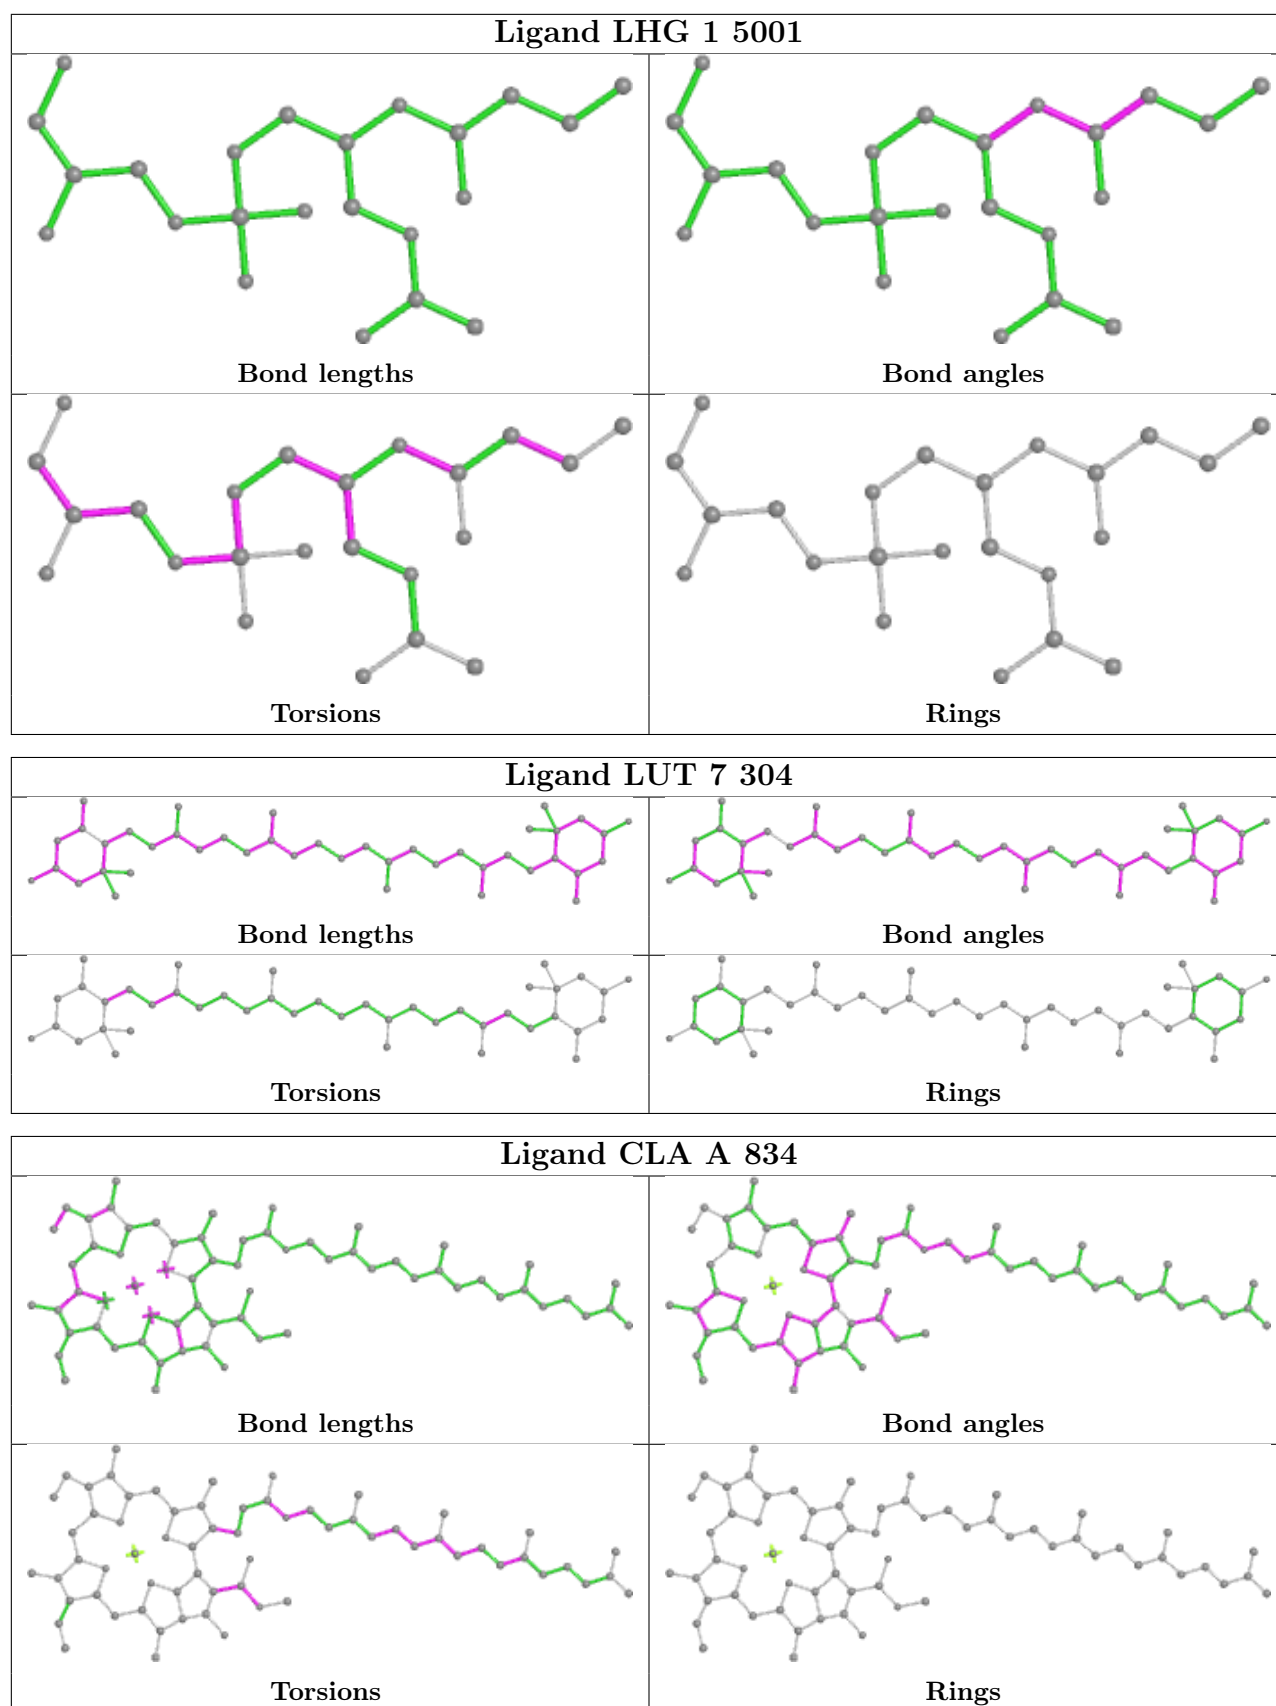 Ligand LHG 1 5001
Bond lengths
Bond angles
Torsions
Rings
Ligand LUT 7 304
Bond lengths
Bond angles
Torsions
Rings
Ligand CLA A 834
Bond lengths
Bond angles
Torsions
Rings